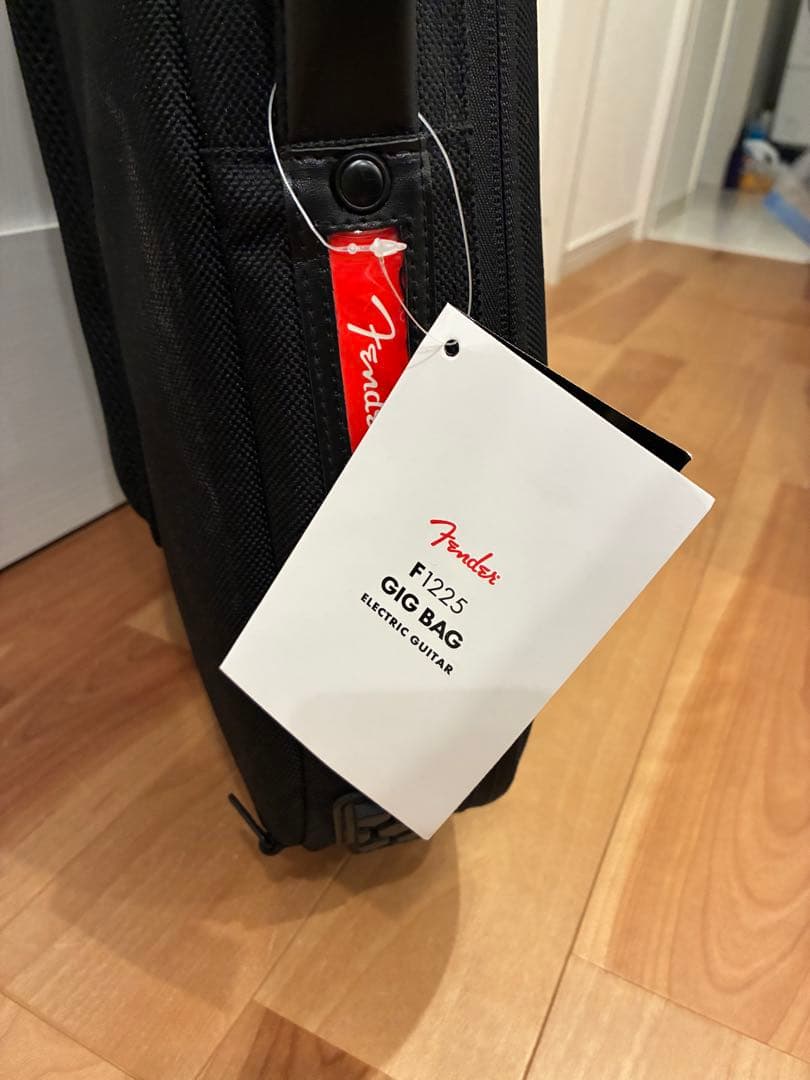 Fender
Fender
F1225
GIG BAG
ELECTRIC GUITAR